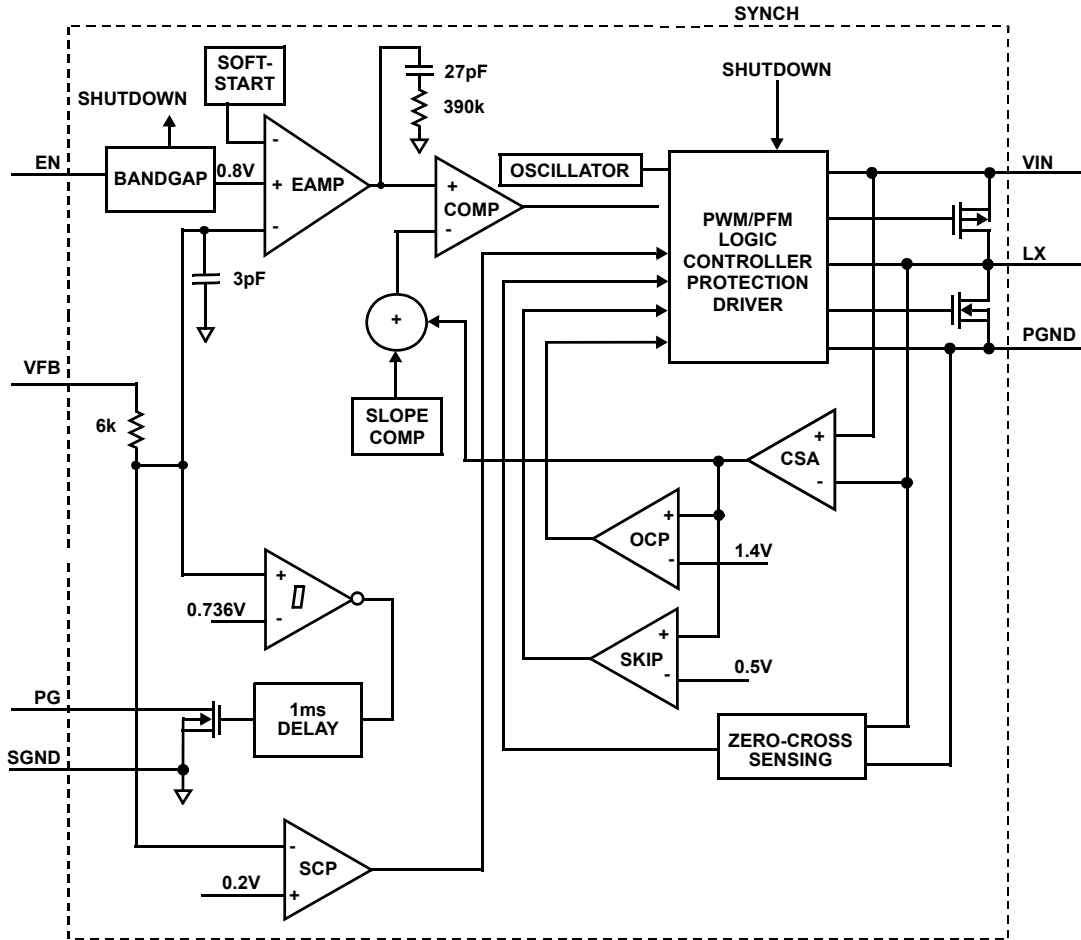 SYNCH
SOFT-
START
27pF
390k
SHUTDOWN
SHUTDOWN
EN
BANDGAP
0.8V
-
+
-
EAMP
+
-
COMP
OSCILLATOR
PWM/PFM
LOGIC
CONTROLLER
PROTECTION
DRIVER
VIN
LX
PGND
3pF
+
VFB
6k
SLOPE
COMP
+
-
CSA
+
-
OCP
1.4V
+
-
0.736V
+
-
SKIP
0.5V
PG
1ms
DELAY
SGND
ZERO-CROSS
SENSING
-
+
SCP
0.2V